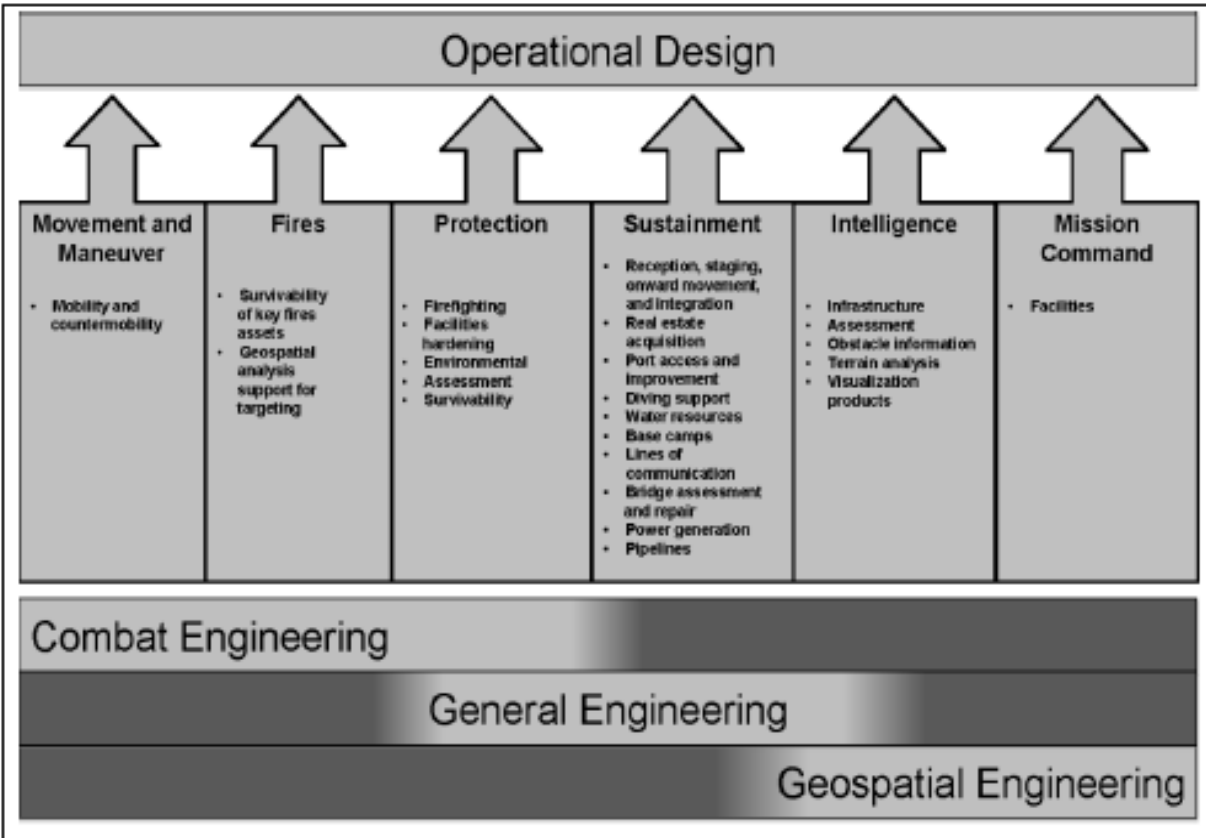 Operational Design
Movement and
Maneuver
• Mobility and
countermobility
Fires
• Survivability
of key fires
assets
• Geospatial
analysis
support for
targeting
Protection
• Firefighting
• Facilities
hardening
• Environmental
• Assessment
• Survivability
Sustainment
• Reception, staging,
onward movement,
and integration
• Real estate
acquisition
• Port access and
improvement
• Diving support
• Water resources
• Base camps
• Lines of
communication
• Bridge assessment
and repair
• Power generation
• Pipelines
Intelligence
• Infrastructure
• Assessment
• Obstacle information
• Terrain analysis
• Visualization
products
Mission
Command
• Facilities
Combat Engineering
General Engineering
Geospatial Engineering